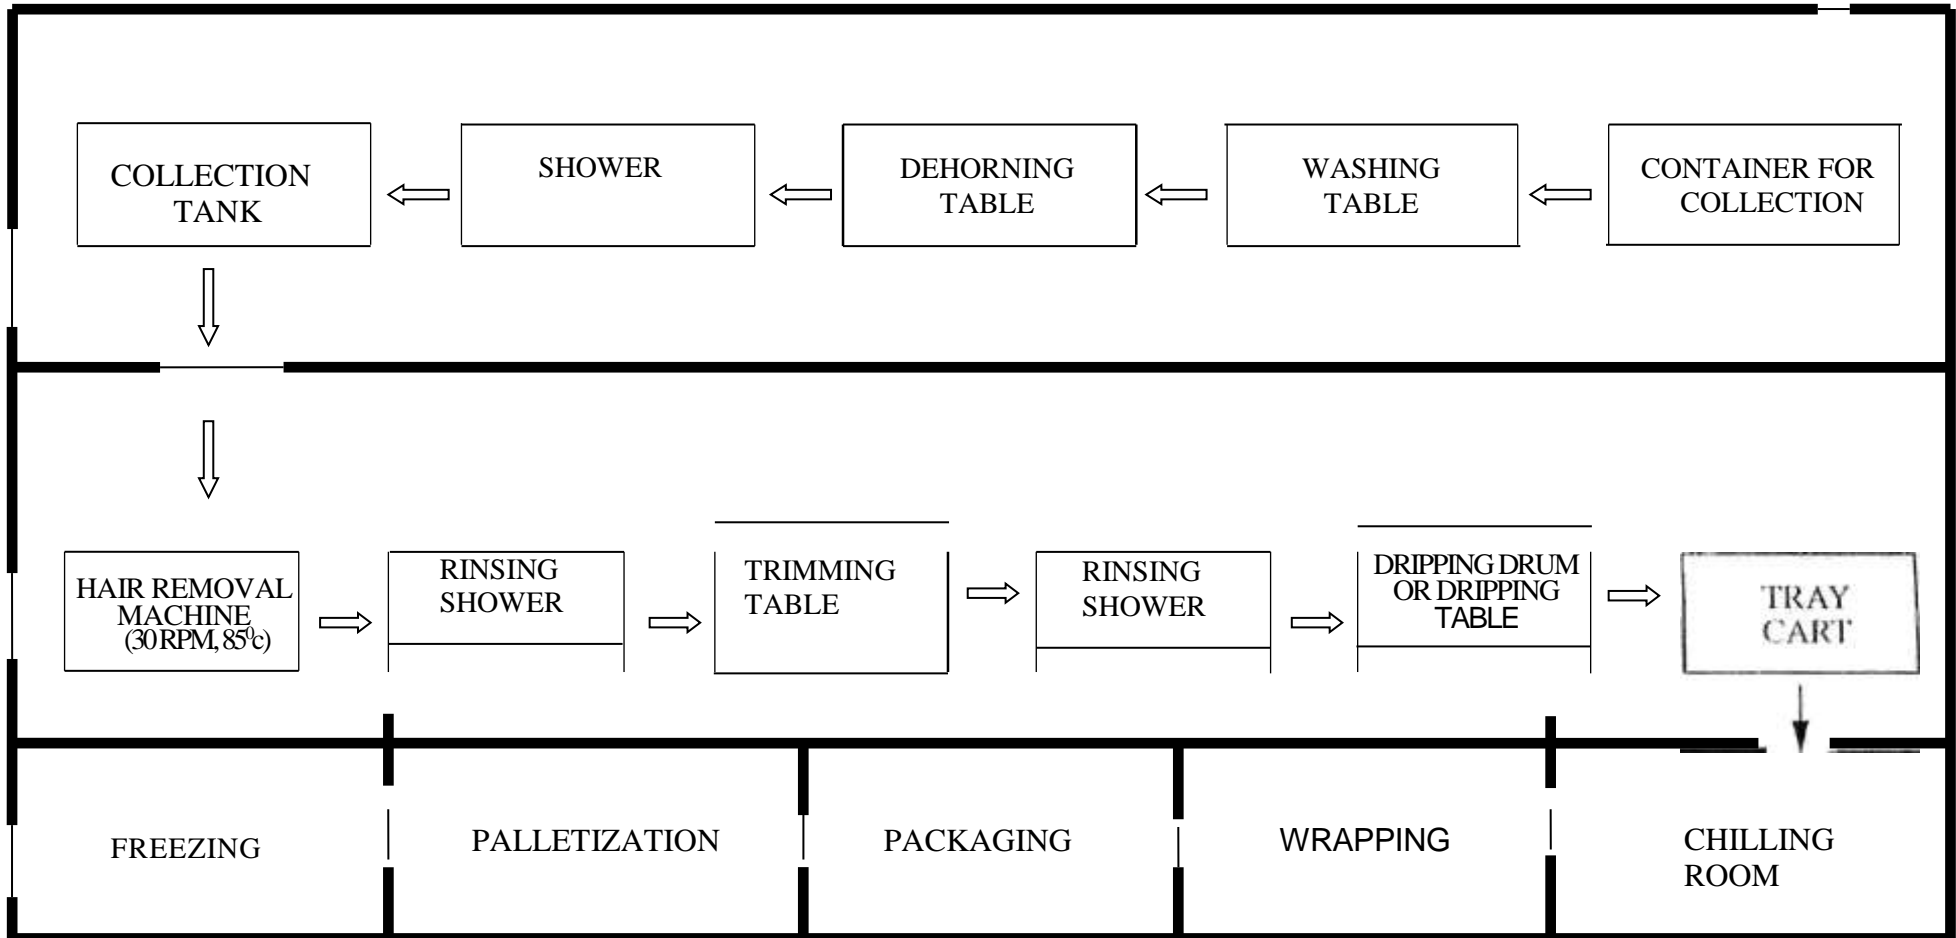 COLLECTION
TANK
SHOWER
DEHORNING
TABLE
WASHING
TABLE
CONTAINER FOR
COLLECTION
HAIR REMOVAL
MACHINE
(30 RPM, 85⁰c)
RINSING
SHOWER
TRIMMING
TABLE
RINSING
SHOWER
DRIPPING DRUM
OR DRIPPING
TABLE
TRAY
CART
FREEZING
PALLETIZATION
PACKAGING
WRAPPING
CHILLING
ROOM